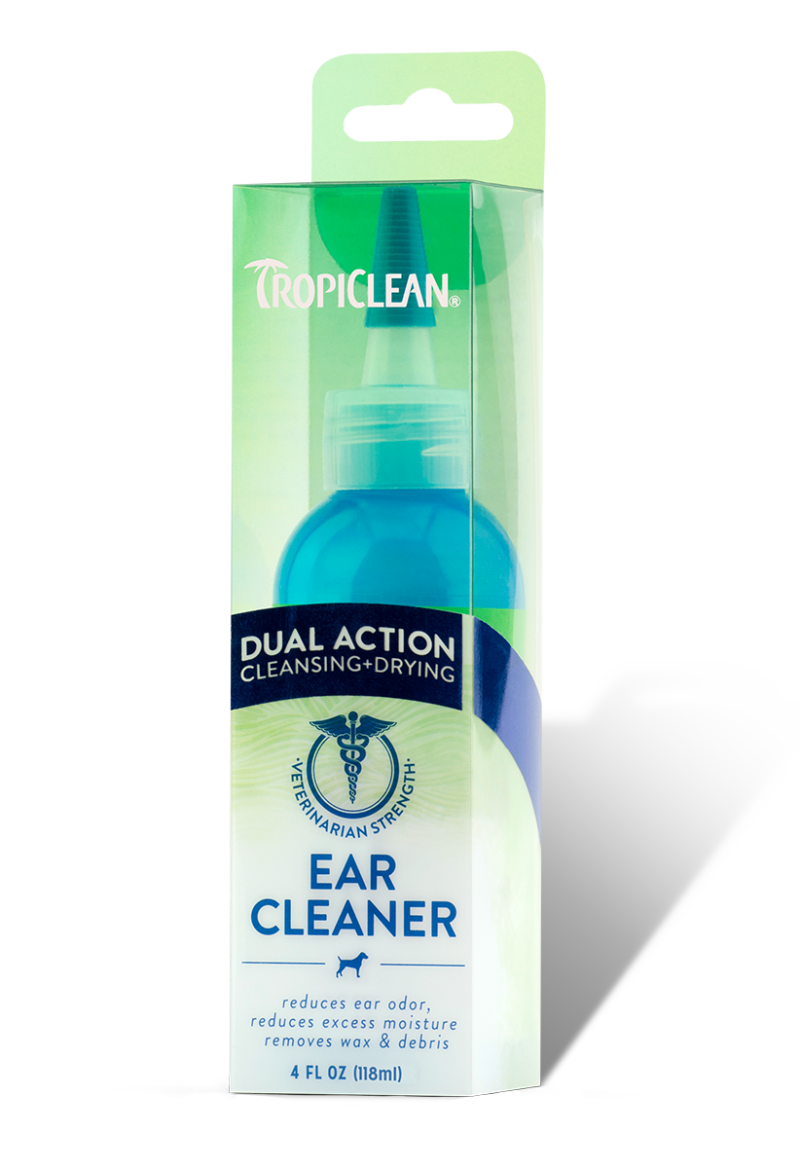 TROPICLEAN®
DUAL ACTION
CLEANSING+DRYING
·VETERINARIAN STRENGTH·
EAR
CLEANER
reduces ear odor,
reduces excess moisture
removes wax & debris
4 FL OZ (118ml)